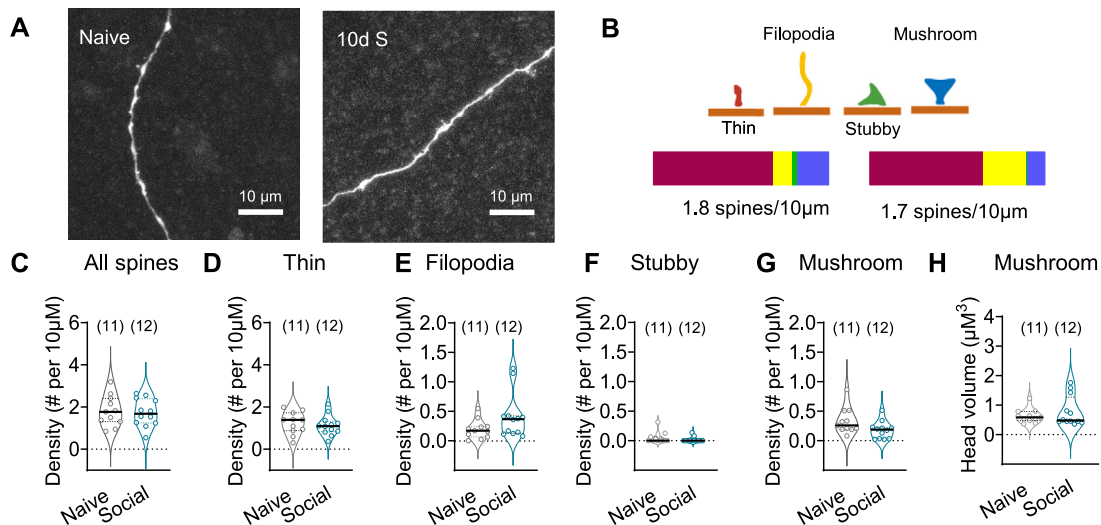 A
Naive
10 µm
10d S
10 µm
B
Filopodia
Mushroom
Thin
Stubby
1.8 spines/10µm
1.7 spines/10µm
C All spines
Density (# per 10µM)
6
4
2
0
(11) (12)
Naive
Social
D Thin
Density (# per 10µM)
6
4
2
0
(11) (12)
Naive
Social
E Filopodia
Density (# per 10µM)
2.0
1.5
1.0
0.5
0.0
(11) (12)
Naive
Social
F Stubby
Density (# per 10µM)
2.0
1.5
1.0
0.5
0.0
(11) (12)
Naive
Social
G Mushroom
Density (# per 10µM)
2.0
1.5
1.0
0.5
0.0
(11) (12)
Naive
Social
H Mushroom
Head volume (µM³)
4
3
2
1
0
(11) (12)
Naive
Social